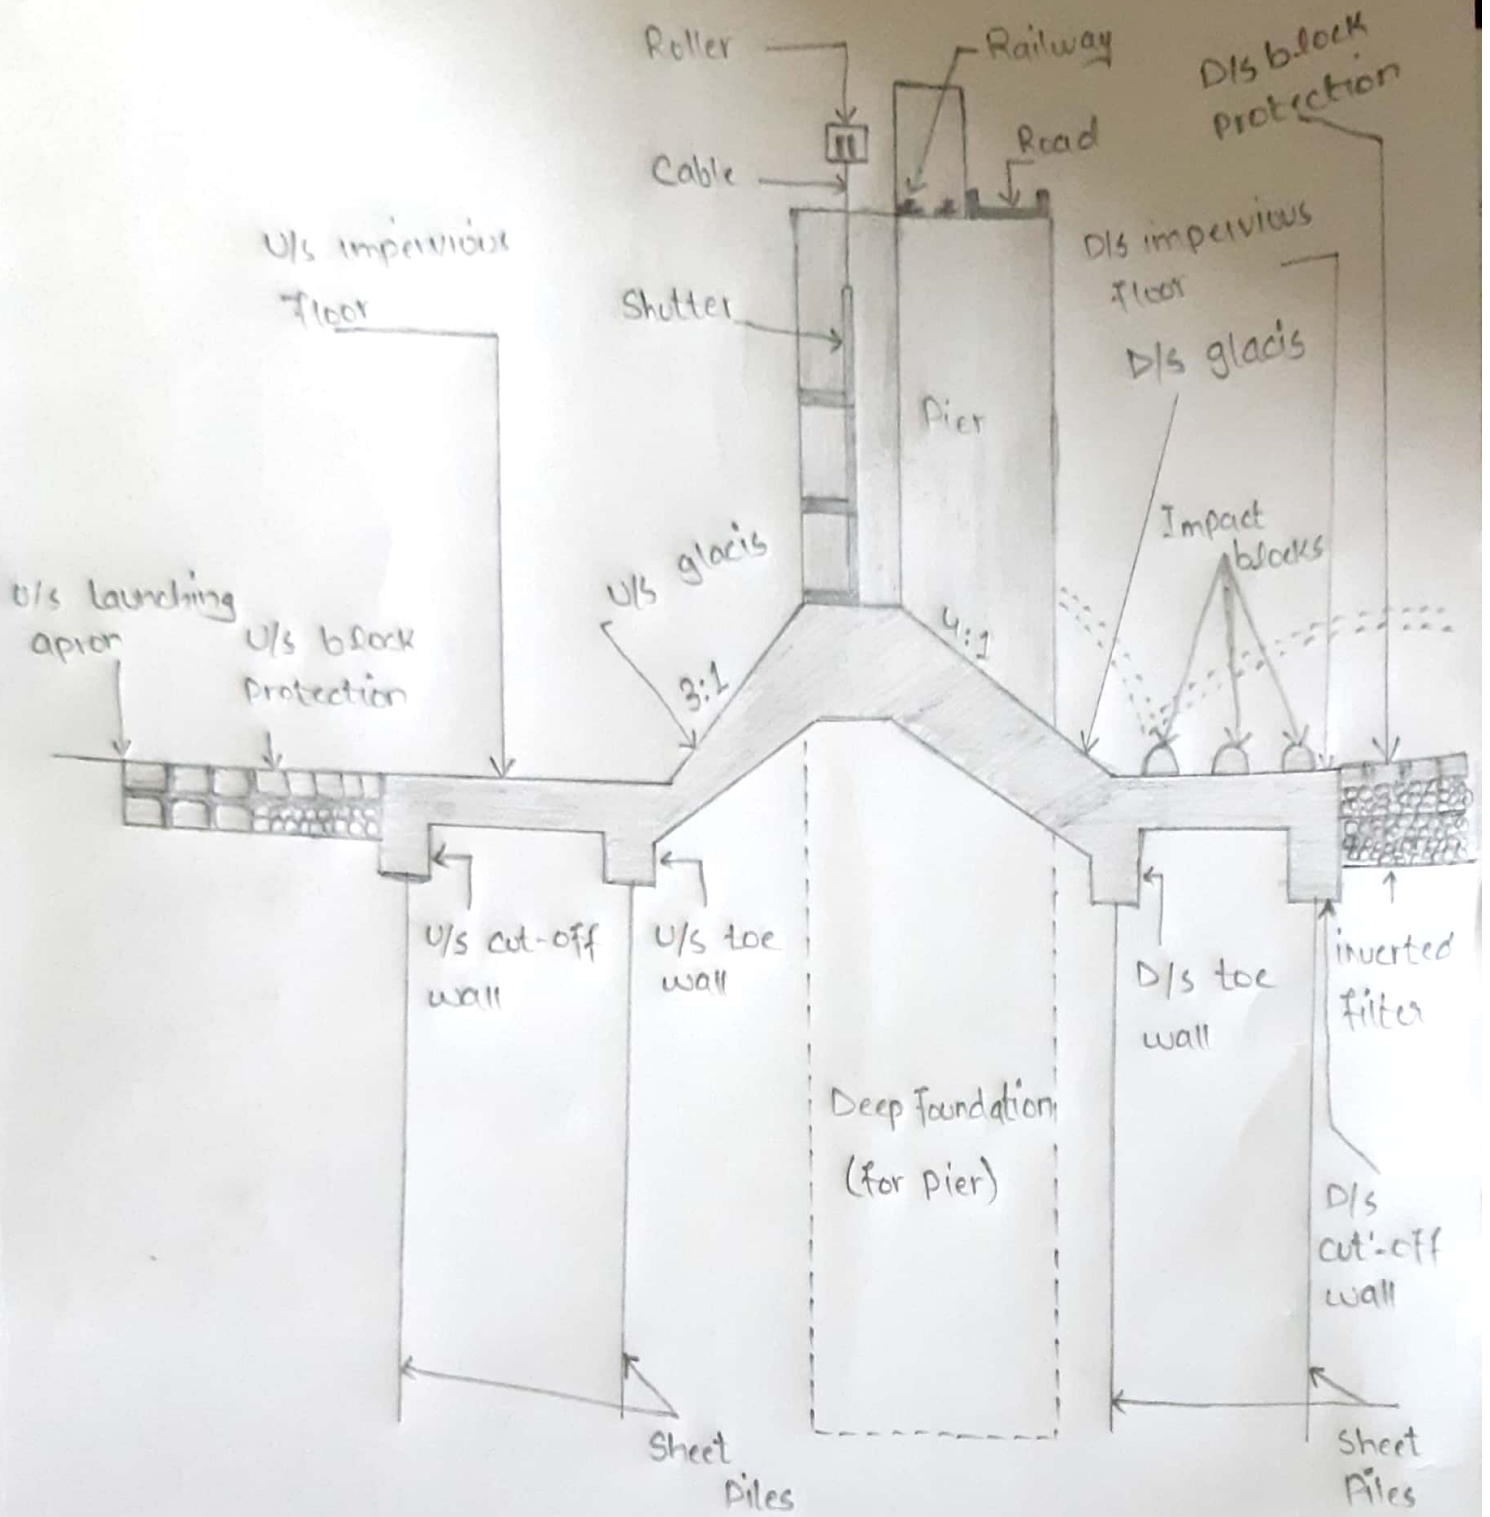 Roller
Railway
D/s block
protection
Road
Cable
U/s impervious
floor
D/s impervious
floor
Shutter
D/s glacis
Pier
Impact
blocks
U/s glacis
U/s launching
apron
U/s block
protection
3:1
4:1
U/s cut-off
wall
U/s toe
wall
D/s toe
wall
inverted
filter
Deep Foundation
(for pier)
D/s
cut-off
wall
Sheet
Piles
Sheet
Piles